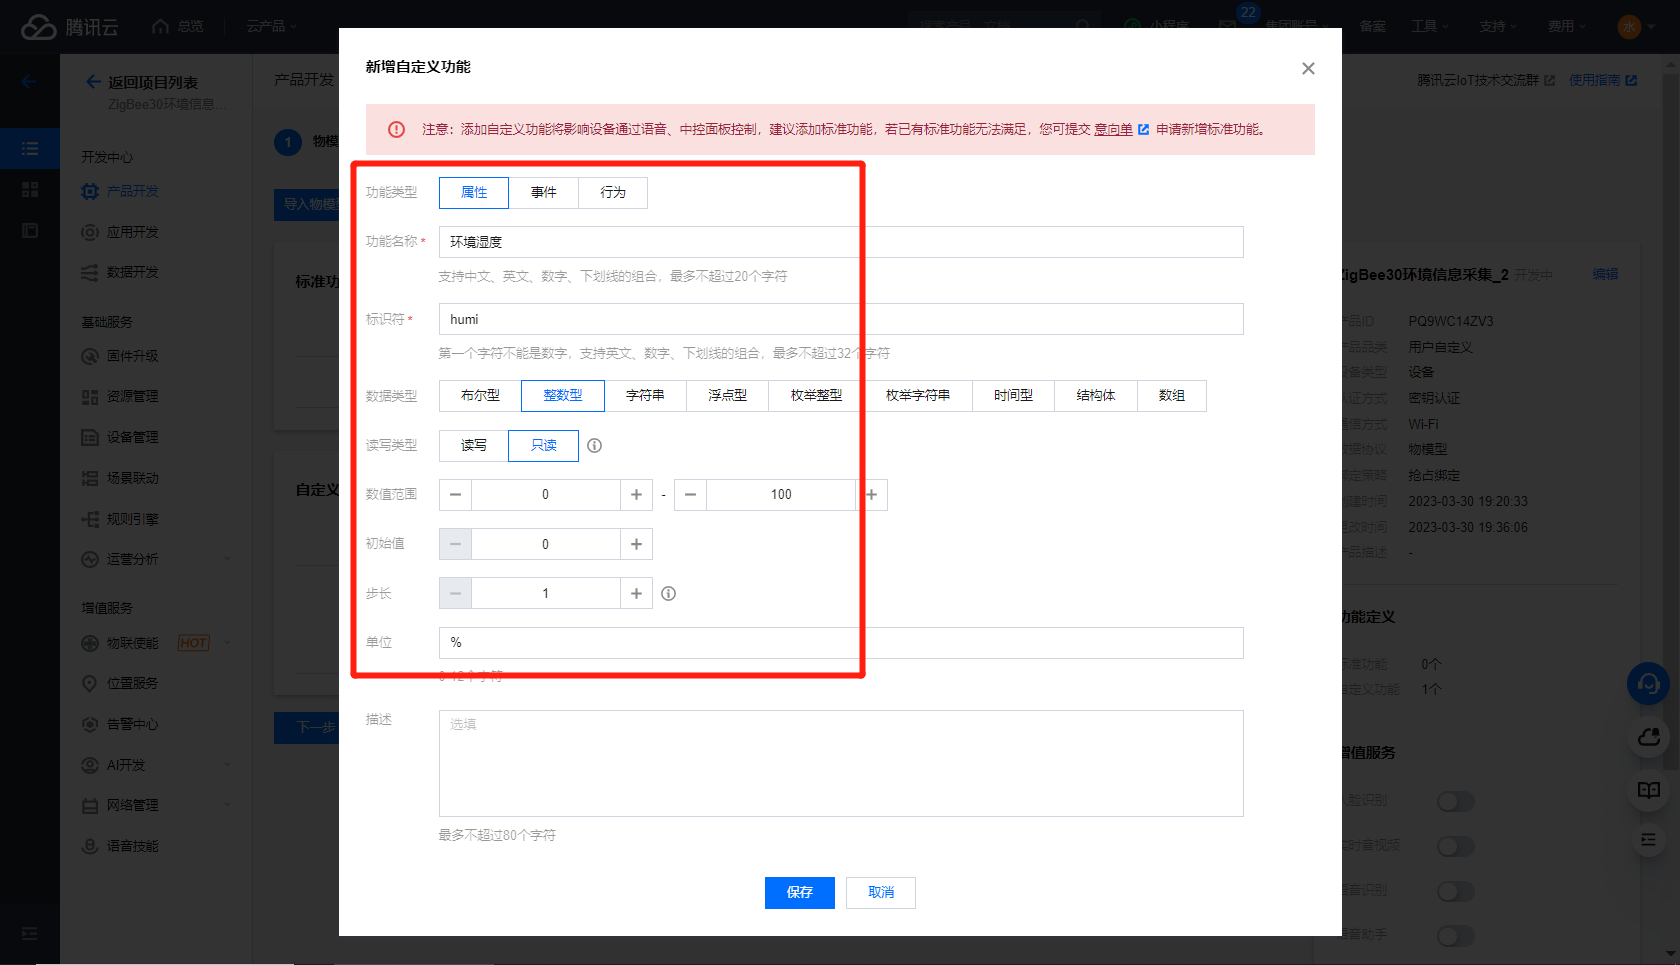 腾讯云
总览
云产品
小程序
22
集团账号
备案
工具
支持
费用
水
返回项目列表
ZigBee30环境信息...
开发中心
产品开发
应用开发
数据开发
基础服务
固件升级
资源管理
设备管理
场景联动
规则引擎
运营分析
增值服务
物联使能 HOT
位置服务
告警中心
AI开发
网络管理
语音技能
产品开发
1 物模
导入物模
标准功
自定义
下一步
新增自定义功能
注意：添加自定义功能将影响设备通过语音、中控面板控制，建议添加标准功能，若已有标准功能无法满足，您可提交 意向单 申请新增标准功能。
功能类型 属性 事件 行为
功能名称* 环境湿度
支持中文、英文、数字、下划线的组合，最多不超过20个字符
标识符* humi
第一个字符不能是数字，支持英文、数字、下划线的组合，最多不超过32个字符
数据类型 布尔型 整数型 字符串 浮点型 枚举整型 枚举字符串 时间型 结构体 数组
读写类型 读写 只读
数值范围 0 - 100
初始值 0
步长 1
单位 %
0-12个字符
描述 选填
最多不超过80个字符
保存 取消
腾讯云IoT技术交流群 使用指南
ZigBee30环境信息采集_2 开发中 编辑
产品ID PQ9WC14ZV3
产品品类 用户自定义
设备类型 设备
认证方式 密钥认证
通信方式 Wi-Fi
数据协议 物模型
绑定策略 抢占绑定
创建时间 2023-03-30 19:20:33
更改时间 2023-03-30 19:36:06
产品描述 -
功能定义
标准功能 0个
自定义功能 1个
增值服务
人脸识别
实时音视频
语音识别
语音助手